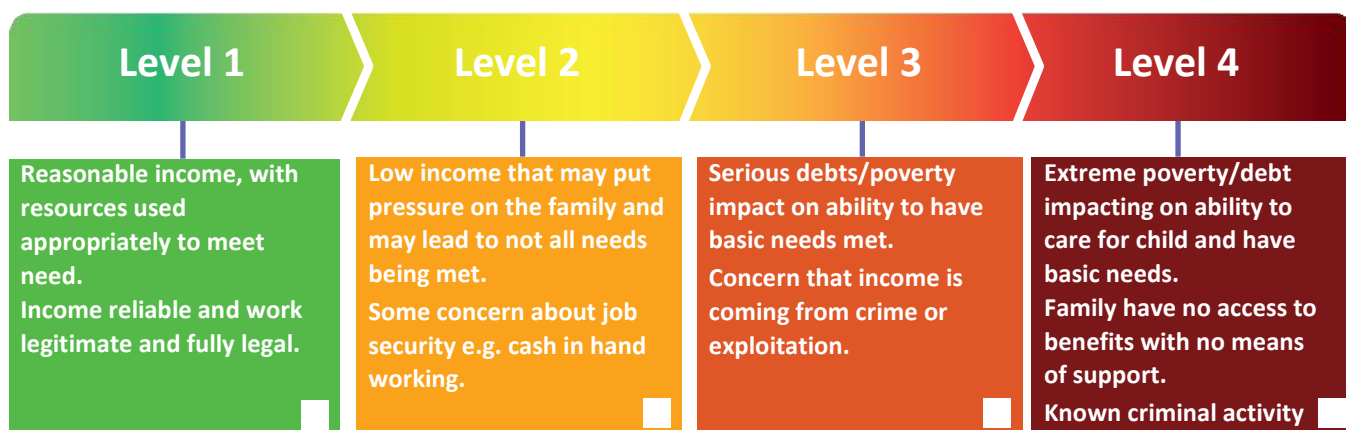 Level 1
Level 2
Level 3
Level 4
Reasonable income, with
resources used
appropriately to meet
need.
Income reliable and work
legitimate and fully legal.
Low income that may put
pressure on the family and
may lead to not all needs
being met.
Some concern about job
security e.g. cash in hand
working.
Serious debts/poverty
impact on ability to have
basic needs met.
Concern that income is
coming from crime or
exploitation.
Extreme poverty/debt
impacting on ability to
care for child and have
basic needs.
Family have no access to
benefits with no means
of support.
Known criminal activity